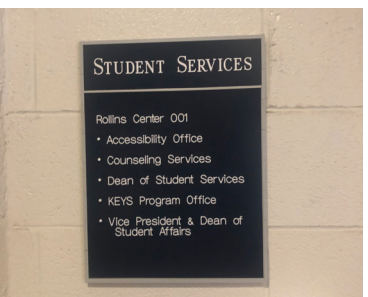 STUDENT SERVICES
Rollins Center 001
• Accessibility Office
• Counseling Services
• Dean of Student Services
• KEYS Program Office
• Vice President & Dean of
Student Affairs